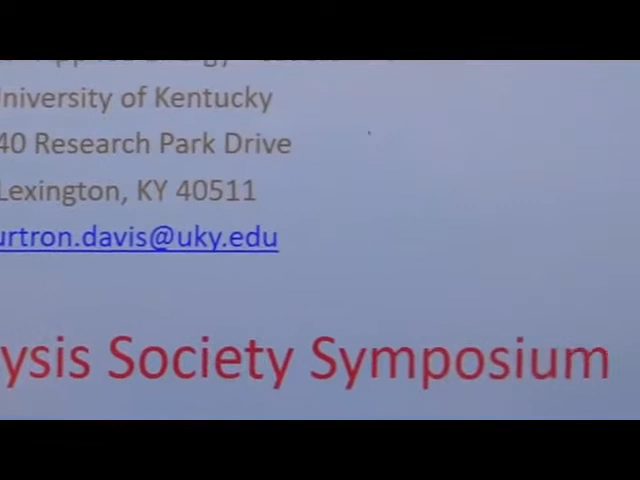 University of Kentucky
40 Research Park Drive
Lexington, KY 40511
urtron.davis@uky.edu
ysis Society Symposium